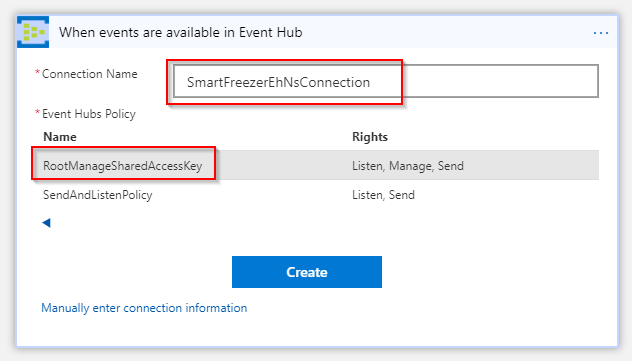 When events are available in Event Hub
* Connection Name SmartFreezerEhNsConnection
* Event Hubs Policy
Name Rights
RootManageSharedAccessKey Listen, Manage, Send
SendAndListenPolicy Listen, Send
Create
Manually enter connection information